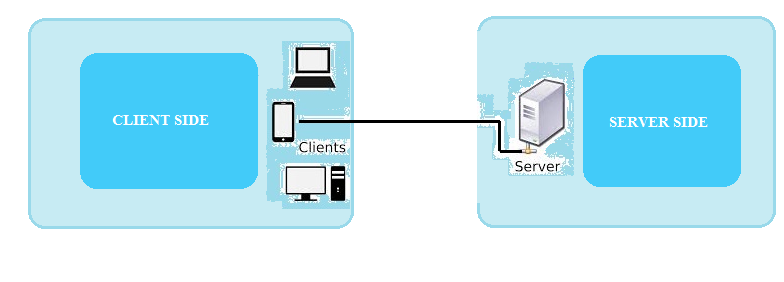 CLIENT SIDE
Clients
SERVER SIDE
Server